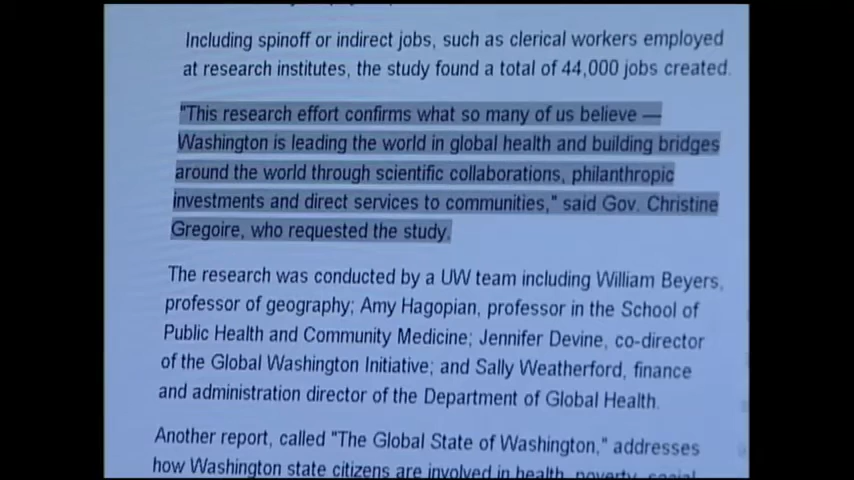 Including spinoff or indirect jobs, such as clerical workers employed
at research institutes, the study found a total of 44,000 jobs created.
"This research effort confirms what so many of us believe —
Washington is leading the world in global health and building bridges
around the world through scientific collaborations, philanthropic
investments and direct services to communities," said Gov. Christine
Gregoire, who requested the study.
The research was conducted by a UW team including William Beyers,
professor of geography; Amy Hagopian, professor in the School of
Public Health and Community Medicine; Jennifer Devine, co-director
of the Global Washington Initiative; and Sally Weatherford, finance
and administration director of the Department of Global Health.
Another report, called "The Global State of Washington," addresses
how Washington state citizens are involved in health, poverty, social